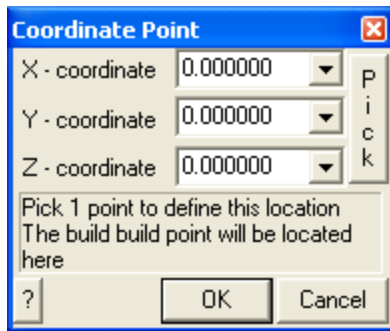 Coordinate Point
X - coordinate 0.000000
Y - coordinate 0.000000
Z - coordinate 0.000000
Pick
Pick 1 point to define this location
The build build point will be located
here
? OK Cancel